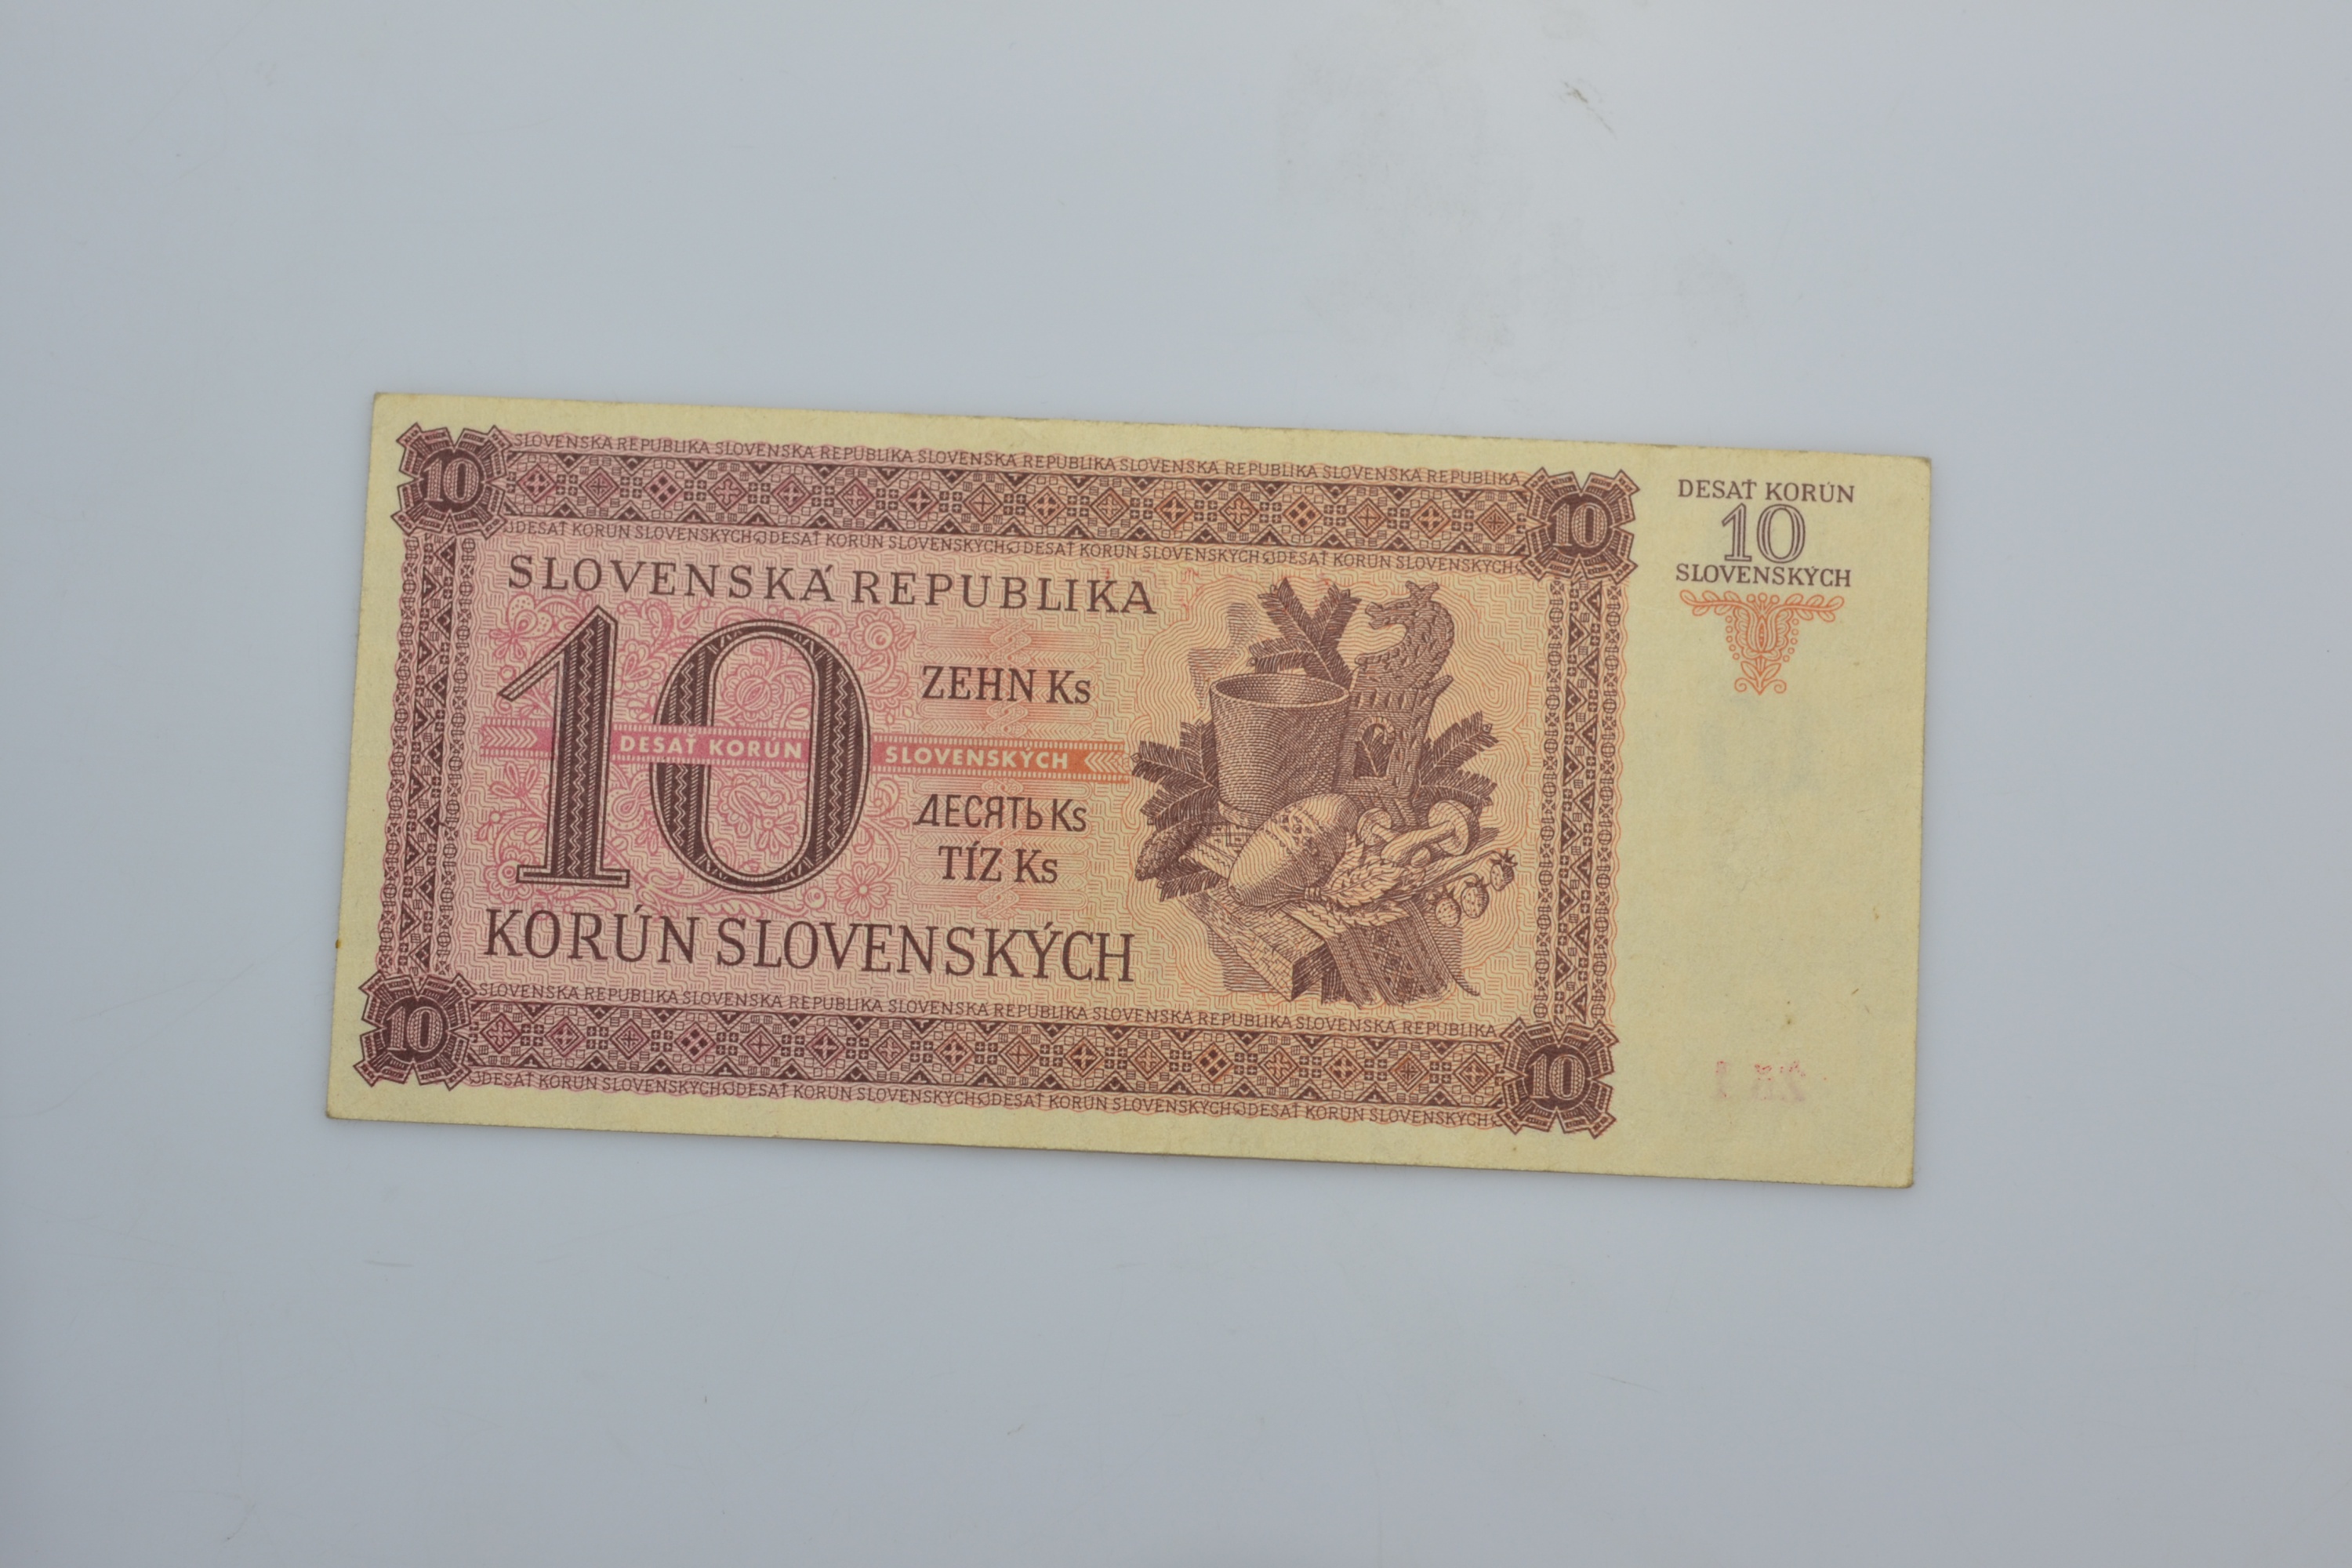 10
SLOVENSKA REPUBLIKA SLOVENSKA REPUBLIKA SLOVENSKA REPUBLIKA SLOVENSKA REPUBLIKA SLOVENSKA REPUBLIKA
10
DESAŤ KORÚN SLOVENSKÝCH DESAŤ KORÚN SLOVENSKÝCH DESAŤ KORÚN SLOVENSKÝCH DESAŤ KORÚN SLOVENSKÝCH
DESAŤ KORÚN
10
SLOVENSKÝCH
SLOVENSKÁ REPUBLIKA
10
ZEHN Ks
DESAŤ KORÚN SLOVENSKÝCH
ДЕСЯТЬ Ks
TÍZ Ks
KORÚN SLOVENSKÝCH
10
SLOVENSKA REPUBLIKA SLOVENSKA REPUBLIKA SLOVENSKA REPUBLIKA SLOVENSKA REPUBLIKA SLOVENSKA REPUBLIKA
10
DESAŤ KORÚN SLOVENSKÝCH DESAŤ KORÚN SLOVENSKÝCH DESAŤ KORÚN SLOVENSKÝCH DESAŤ KORÚN SLOVENSKÝCH